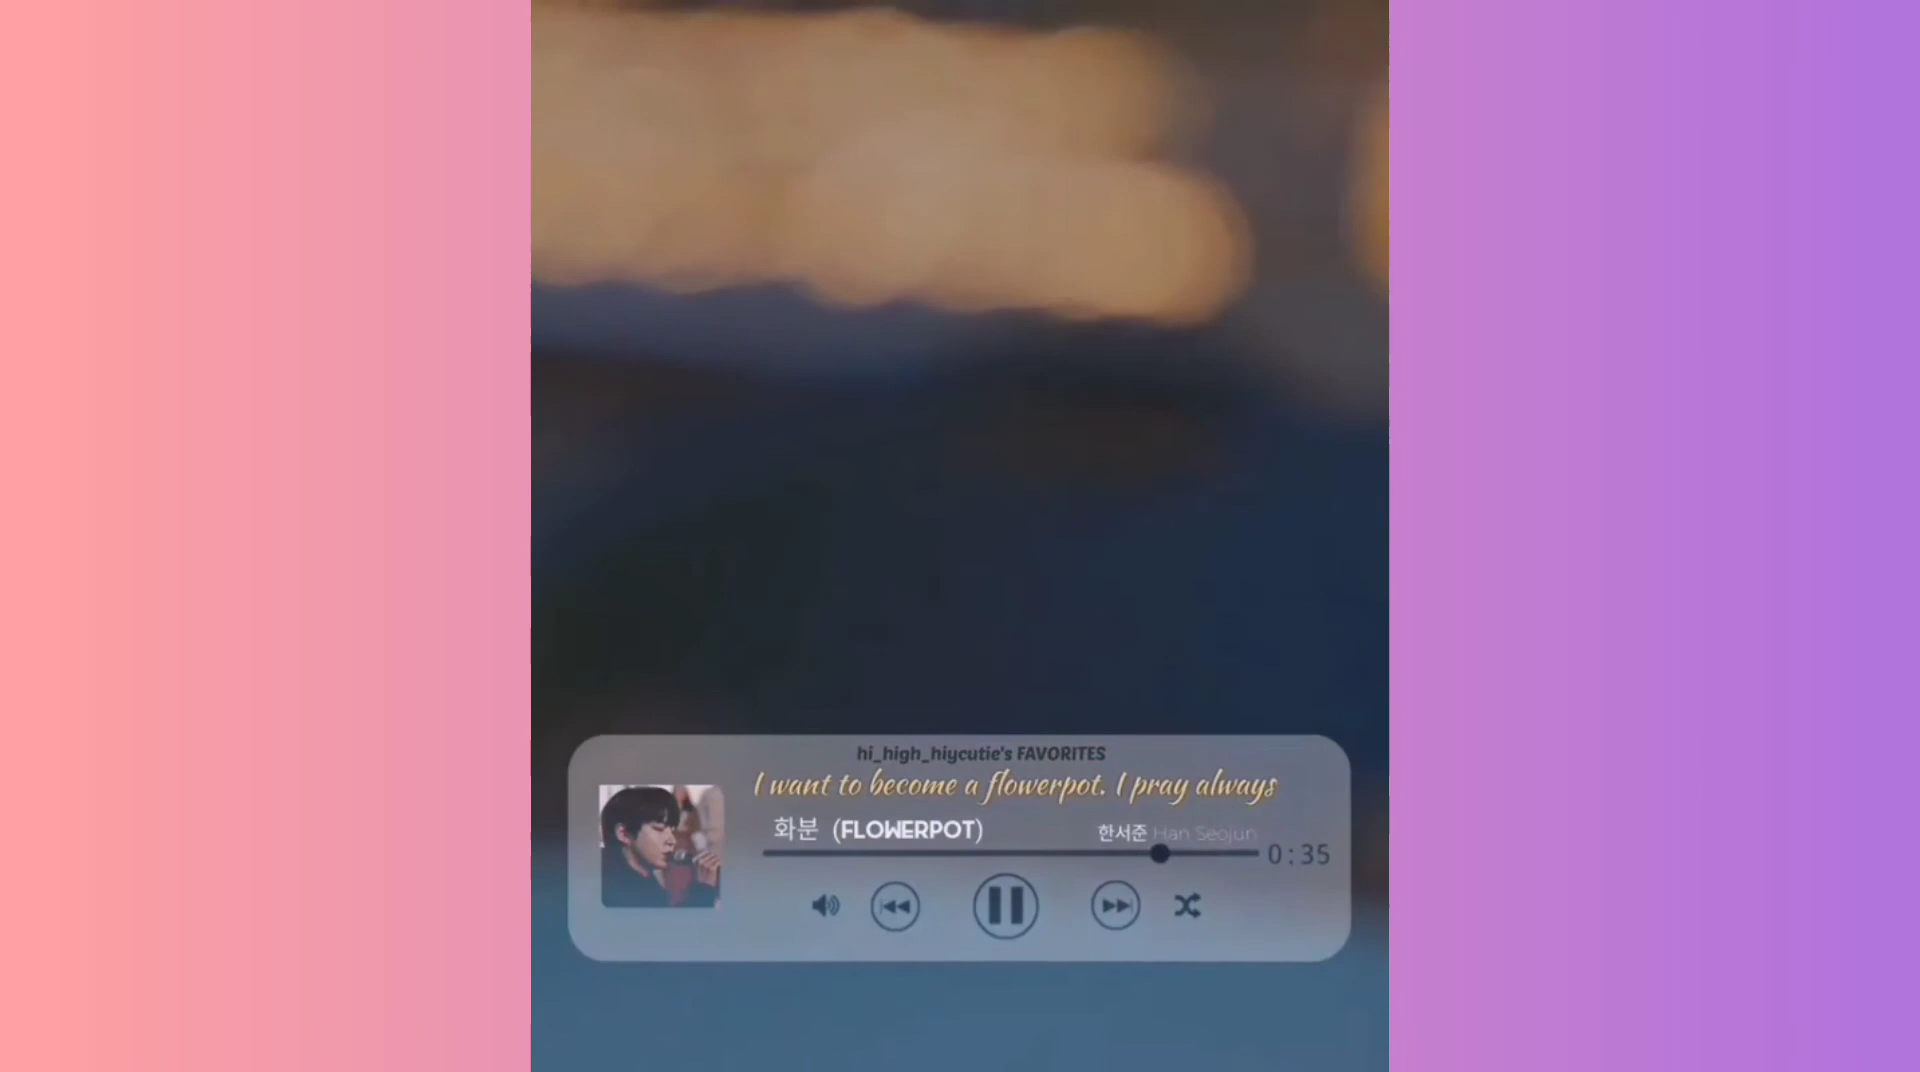 hi_high_hiycutie's FAVORITES
I want to become a flowerpot. I pray always
화분 (FLOWERPOT)
한서준 Han Seojun
0:35